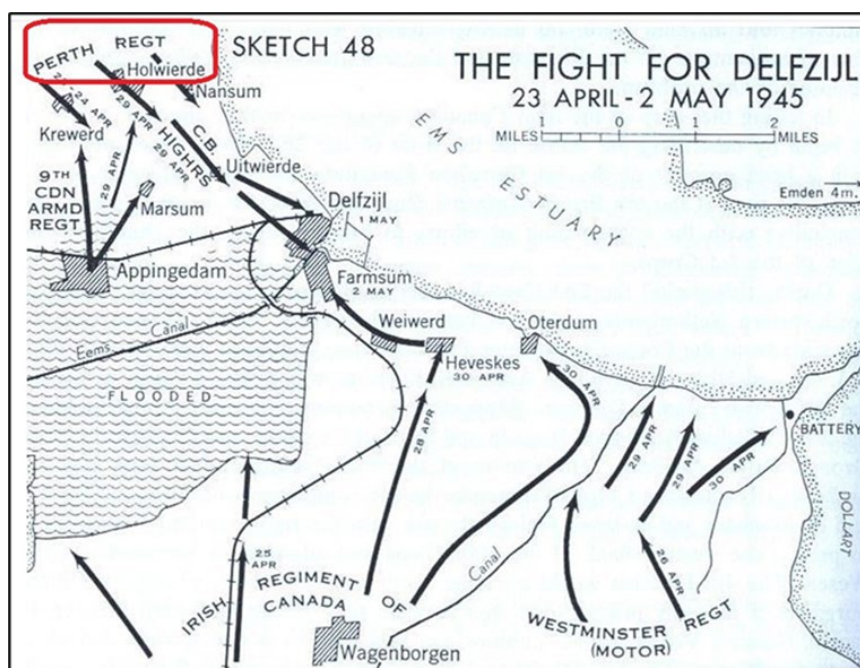 SKETCH 48
THE FIGHT FOR DELFZIJL
23 APRIL - 2 MAY 1945
MILES
2
MILES
PERTH REGT
Holwierde
Nansum
23-24 APR
29 APR
Krewerd
HIGHRS
28 APR
C.B.
Uitwierde
EMS ESTUARY
Emden 4m.
9TH
CDN
ARMD
REGT
29 APR
Marsum
Delfzijl
1 MAY
Appingedam
Farmsum
2 MAY
Weiwerd
Oterdum
Heveskes
30 APR
Eems Canal
FLOODED
30 APR
28 APR
29 APR
29 APR
30 APR
BATTERY
DOLLART
25 APR
26 APR
Canal
IRISH REGIMENT OF
CANADA
Wagenborgen
WESTMINSTER REGT
(MOTOR)